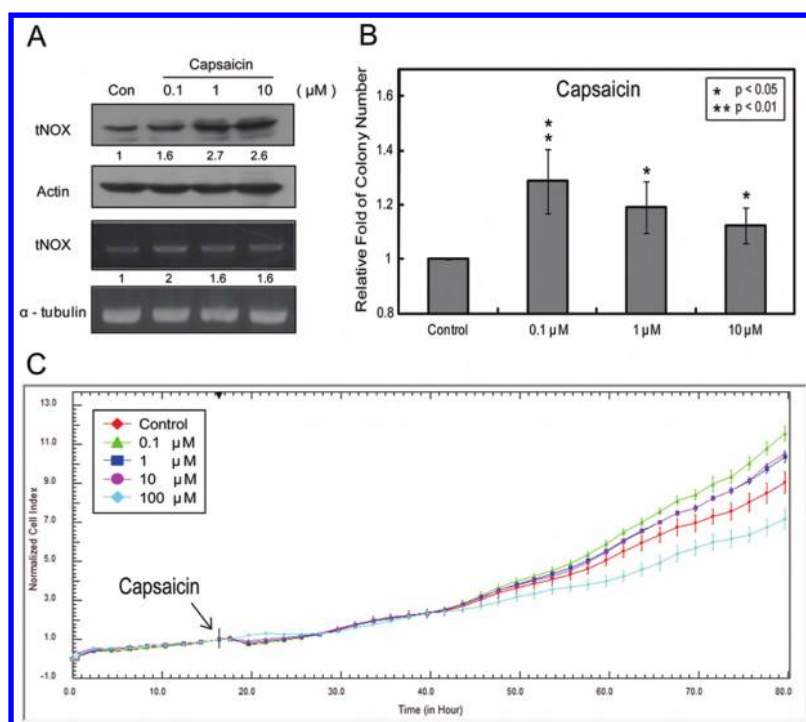 A
Capsaicin
Con 0.1 1 10 ( μM )
tNOX
1 1.6 2.7 2.6
Actin
tNOX
1 2 1.6 1.6
α - tubulin
B
Capsaicin
* p < 0.05
** p < 0.01
Relative Fold of Colony Number
1.6
1.4
1.2
1
0.8
**
*
*
Control 0.1 μM 1 μM 10 μM
C
Control
0.1 μM
1 μM
10 μM
100 μM
Capsaicin
Normalized Cell Index
13.0
11.0
9.0
7.0
5.0
3.0
1.0
-1.0
0.0 10.0 20.0 30.0 40.0 50.0 60.0 70.0 80.0
Time (in Hour)